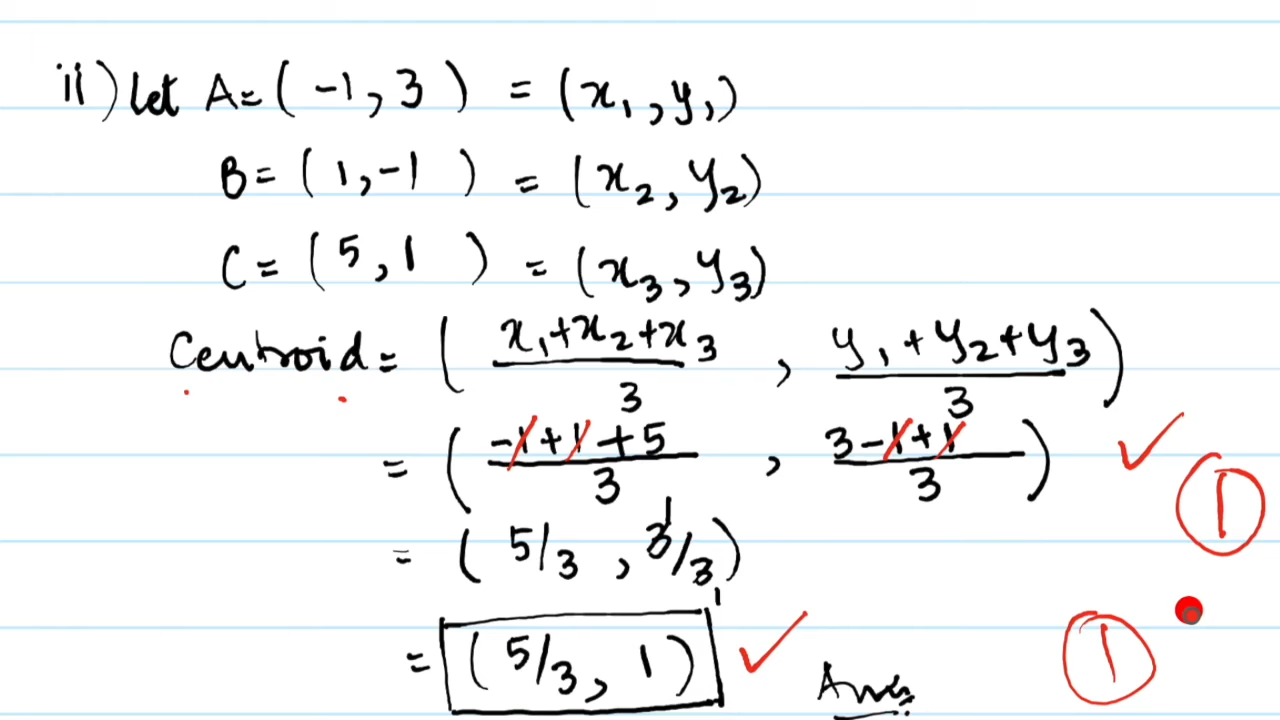 ii) let A= ( -1, 3 ) = (x₁, y₁)
B= ( 1, -1 ) = (x₂, y₂)
C= ( 5, 1 ) = (x₃, y₃)
Centroid = ( x₁+x₂+x₃/3 , y₁+y₂+y₃/3 )
= ( -1+1+5/3 , 3-1+1/3 ) ✓ ①
= ( 5/3 , 3/3 ) 1 1
= ( 5/3, 1 ) ✓ Ans ①